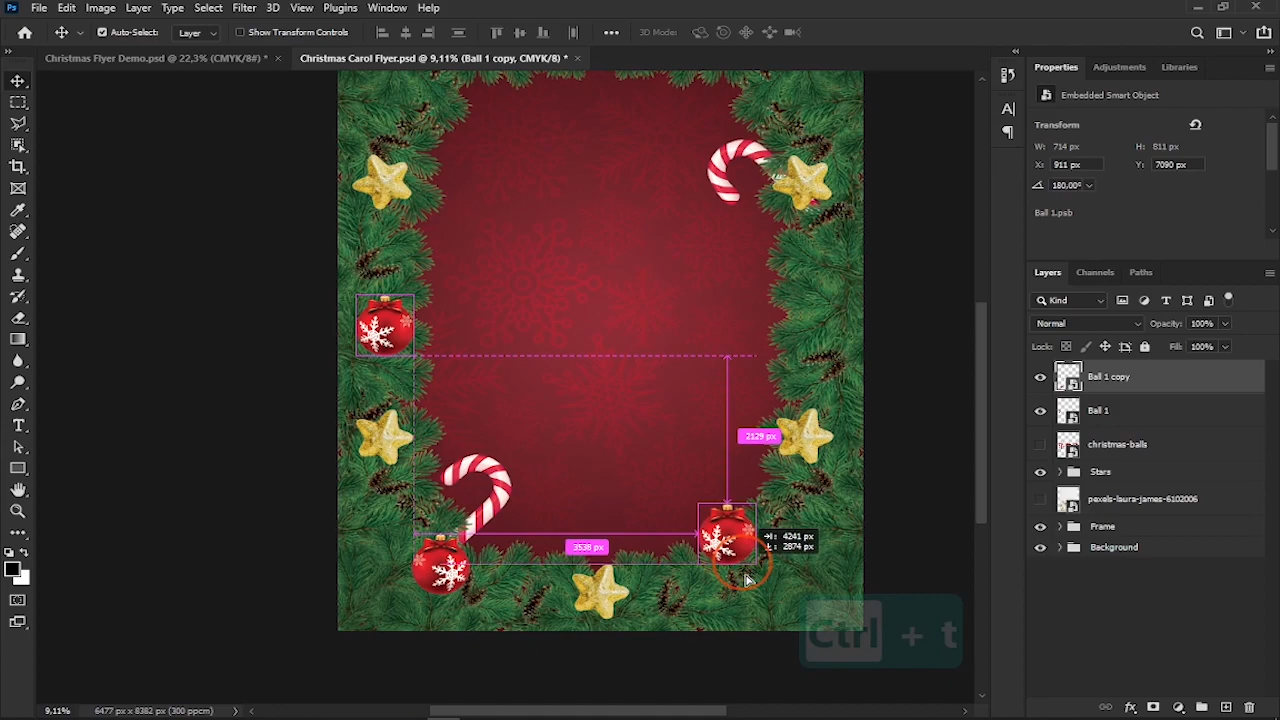 Ps File Edit Image Layer Type Select Filter 3D View Plugins Window Help
Auto-Select: Layer Show Transform Controls 3D Mode:
Christmas Flyer Demo.psd @ 22,3% (CMYK/8#) * ×
Christmas Carol Flyer.psd @ 9,11% (Ball 1 copy, CMYK/8) * ×
Properties Adjustments Libraries
Embedded Smart Object
Transform
W: 714 px H: 811 px
X: 911 px Y: 7090 px
180,00°
Ball 1.psb
Layers Channels Paths
Kind
Normal Opacity: 100%
Locks: Fill: 100%
Ball 1 copy
Ball 1
christmas-balls
Stars
pexels-laura-james-6102006
Frame
Background
2129 px
3538 px
4241 px
2874 px
Ctrl + t
9,11% 6477 px x 8382 px (300 ppcm)